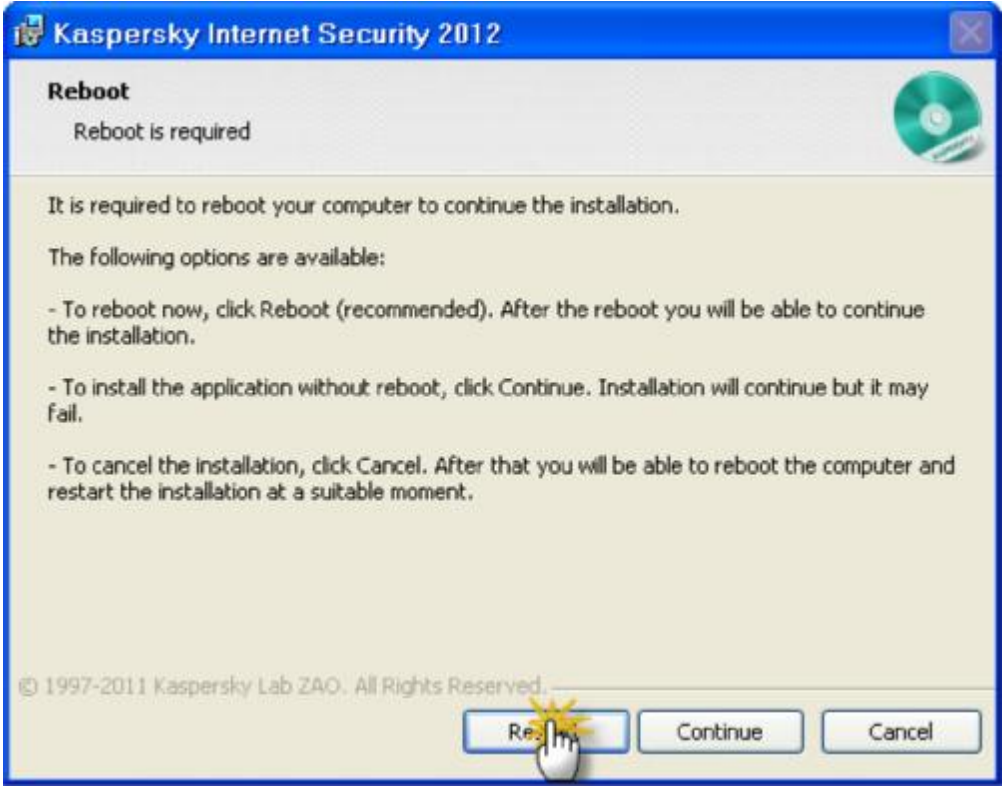 Kaspersky Internet Security 2012
Reboot
Reboot is required
It is required to reboot your computer to continue the installation.
The following options are available:
- To reboot now, click Reboot (recommended). After the reboot you will be able to continue
the installation.
- To install the application without reboot, click Continue. Installation will continue but it may
fail.
- To cancel the installation, click Cancel. After that you will be able to reboot the computer and
restart the installation at a suitable moment.
© 1997-2011 Kaspersky Lab ZAO. All Rights Reserved.
Continue Cancel